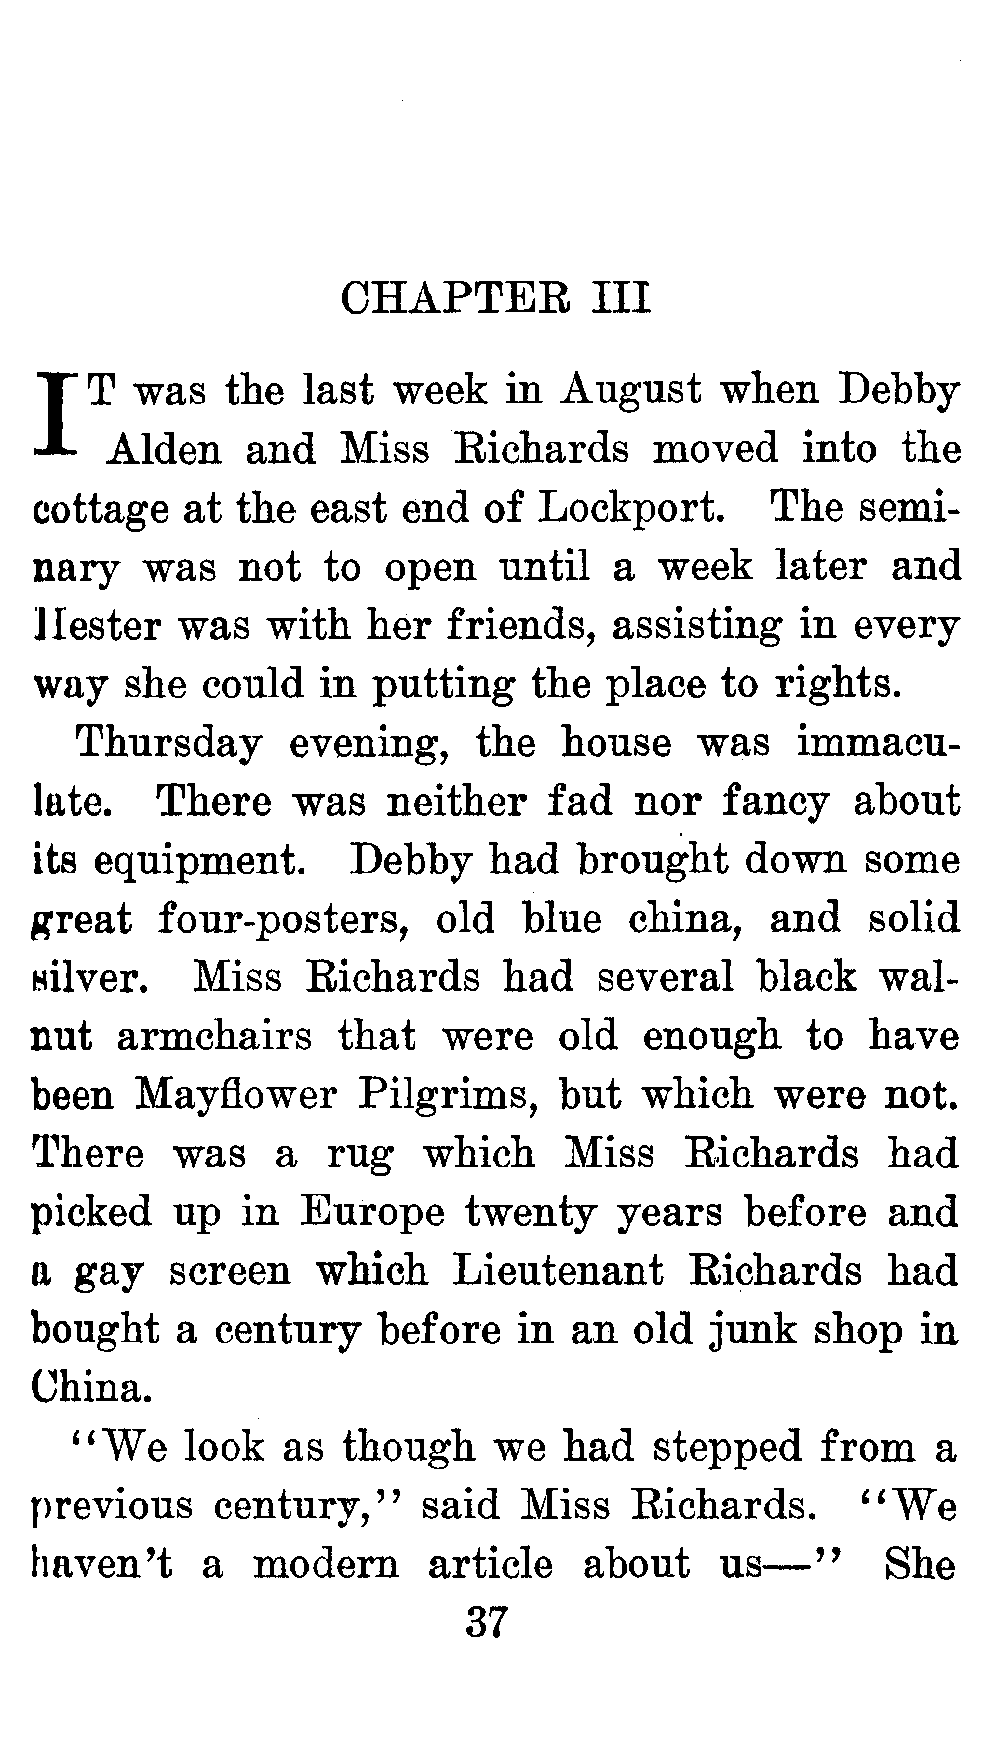 CHAPTER III
IT was the last week in August when Debby
Alden and Miss Richards moved into the
cottage at the east end of Lockport. The semi-
nary was not to open until a week later and
Hester was with her friends, assisting in every
way she could in putting the place to rights.
Thursday evening, the house was immacu-
late. There was neither fad nor fancy about
its equipment. Debby had brought down some
great four-posters, old blue china, and solid
silver. Miss Richards had several black wal-
nut armchairs that were old enough to have
been Mayflower Pilgrims, but which were not.
There was a rug which Miss Richards had
picked up in Europe twenty years before and
a gay screen which Lieutenant Richards had
bought a century before in an old junk shop in
China.
"We look as though we had stepped from a
previous century," said Miss Richards. "We
haven't a modern article about us—" She
37